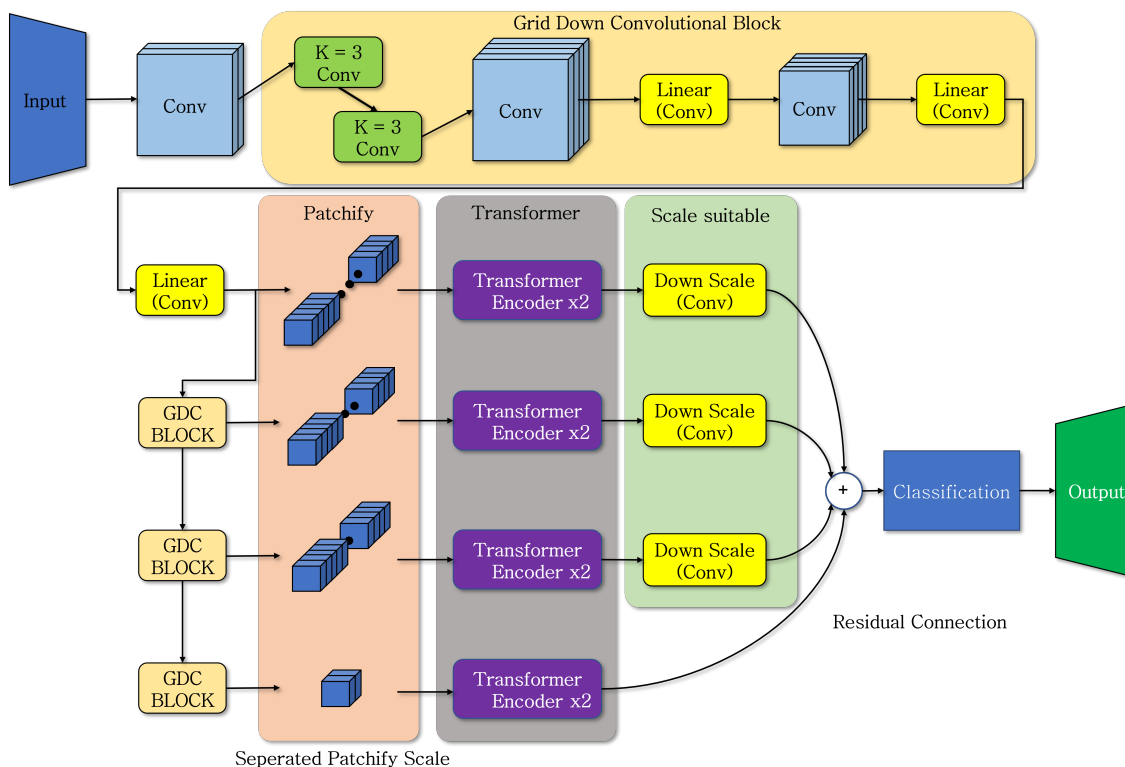 Grid Down Convolutional Block
Input
Conv
K = 3
Conv
K = 3
Conv
Conv
Linear
(Conv)
Conv
Linear
(Conv)
Patchify
Transformer
Scale suitable
Linear
(Conv)
Transformer
Encoder x2
Down Scale
(Conv)
GDC
BLOCK
Transformer
Encoder x2
Down Scale
(Conv)
+
Classification
Output
GDC
BLOCK
Transformer
Encoder x2
Down Scale
(Conv)
Residual Connection
GDC
BLOCK
Transformer
Encoder x2
Seperated Patchify Scale